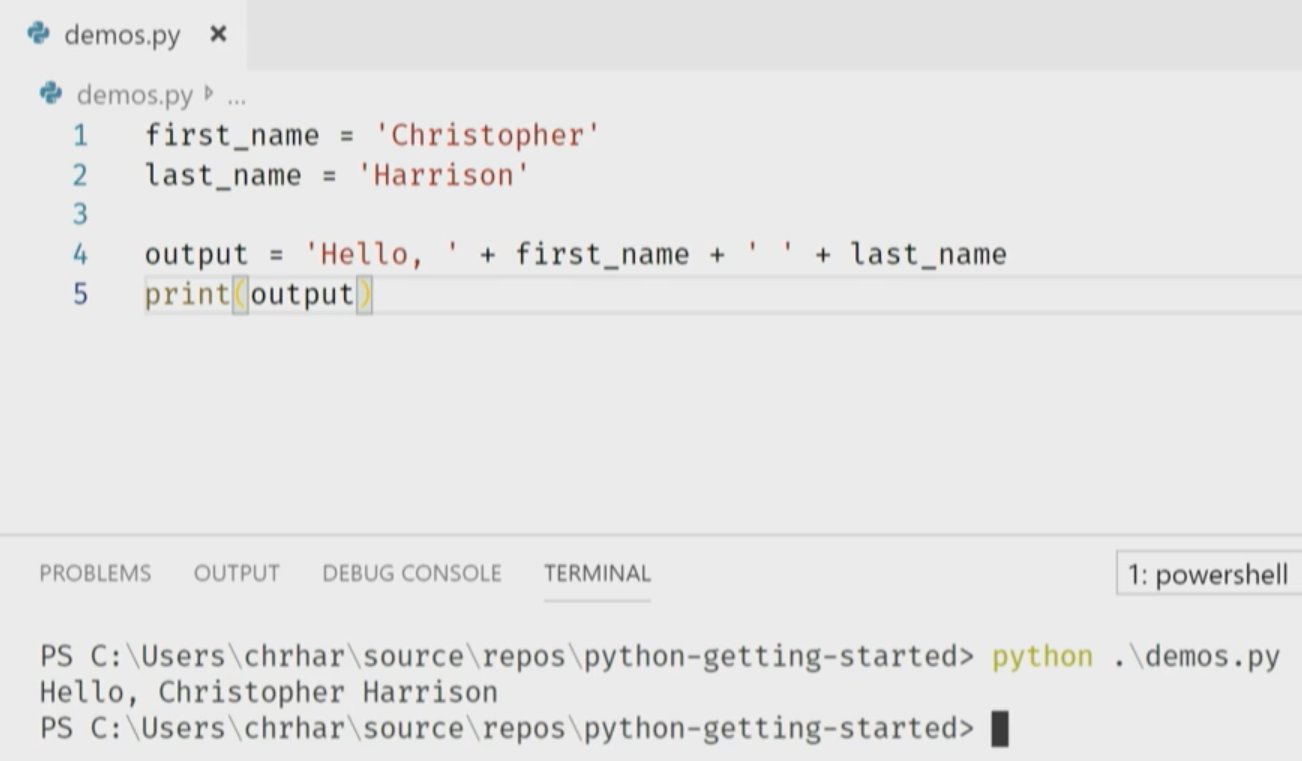 demos.py ×
demos.py ▷ ...
1 first_name = 'Christopher'
2 last_name = 'Harrison'
3
4 output = 'Hello, ' + first_name + ' ' + last_name
5 print(output)
PROBLEMS OUTPUT DEBUG CONSOLE TERMINAL 1: powershell
PS C:\Users\chrhar\source\repos\python-getting-started> python .\demos.py
Hello, Christopher Harrison
PS C:\Users\chrhar\source\repos\python-getting-started>